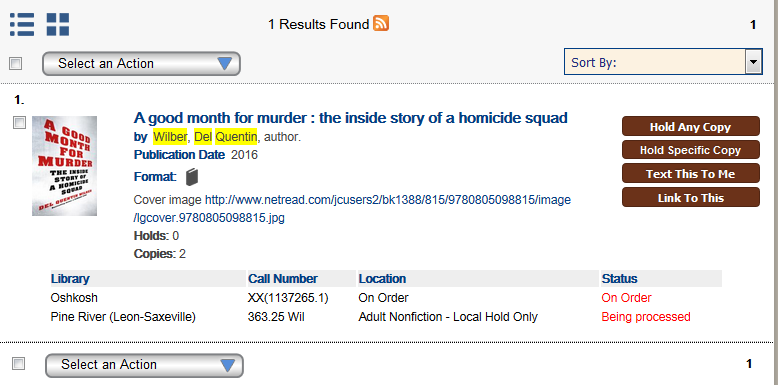 1 Results Found
1
Select an Action
Sort By:
1.
A GOOD
MONTH
FOR
MURDER
THE INSIDE
STORY OF
A HOMICIDE
SQUAD
DEL QUENTIN WILBER
A good month for murder : the inside story of a homicide squad
by Wilber, Del Quentin, author.
Publication Date 2016
Format:
Cover image http://www.netread.com/jcusers2/bk1388/815/9780805098815/image
/lgcover.9780805098815.jpg
Holds: 0
Copies: 2
Hold Any Copy
Hold Specific Copy
Text This To Me
Link To This
Library Call Number Location Status
Oshkosh XX(1137265.1) On Order On Order
Pine River (Leon-Saxeville) 363.25 Wil Adult Nonfiction - Local Hold Only Being processed
Select an Action
1